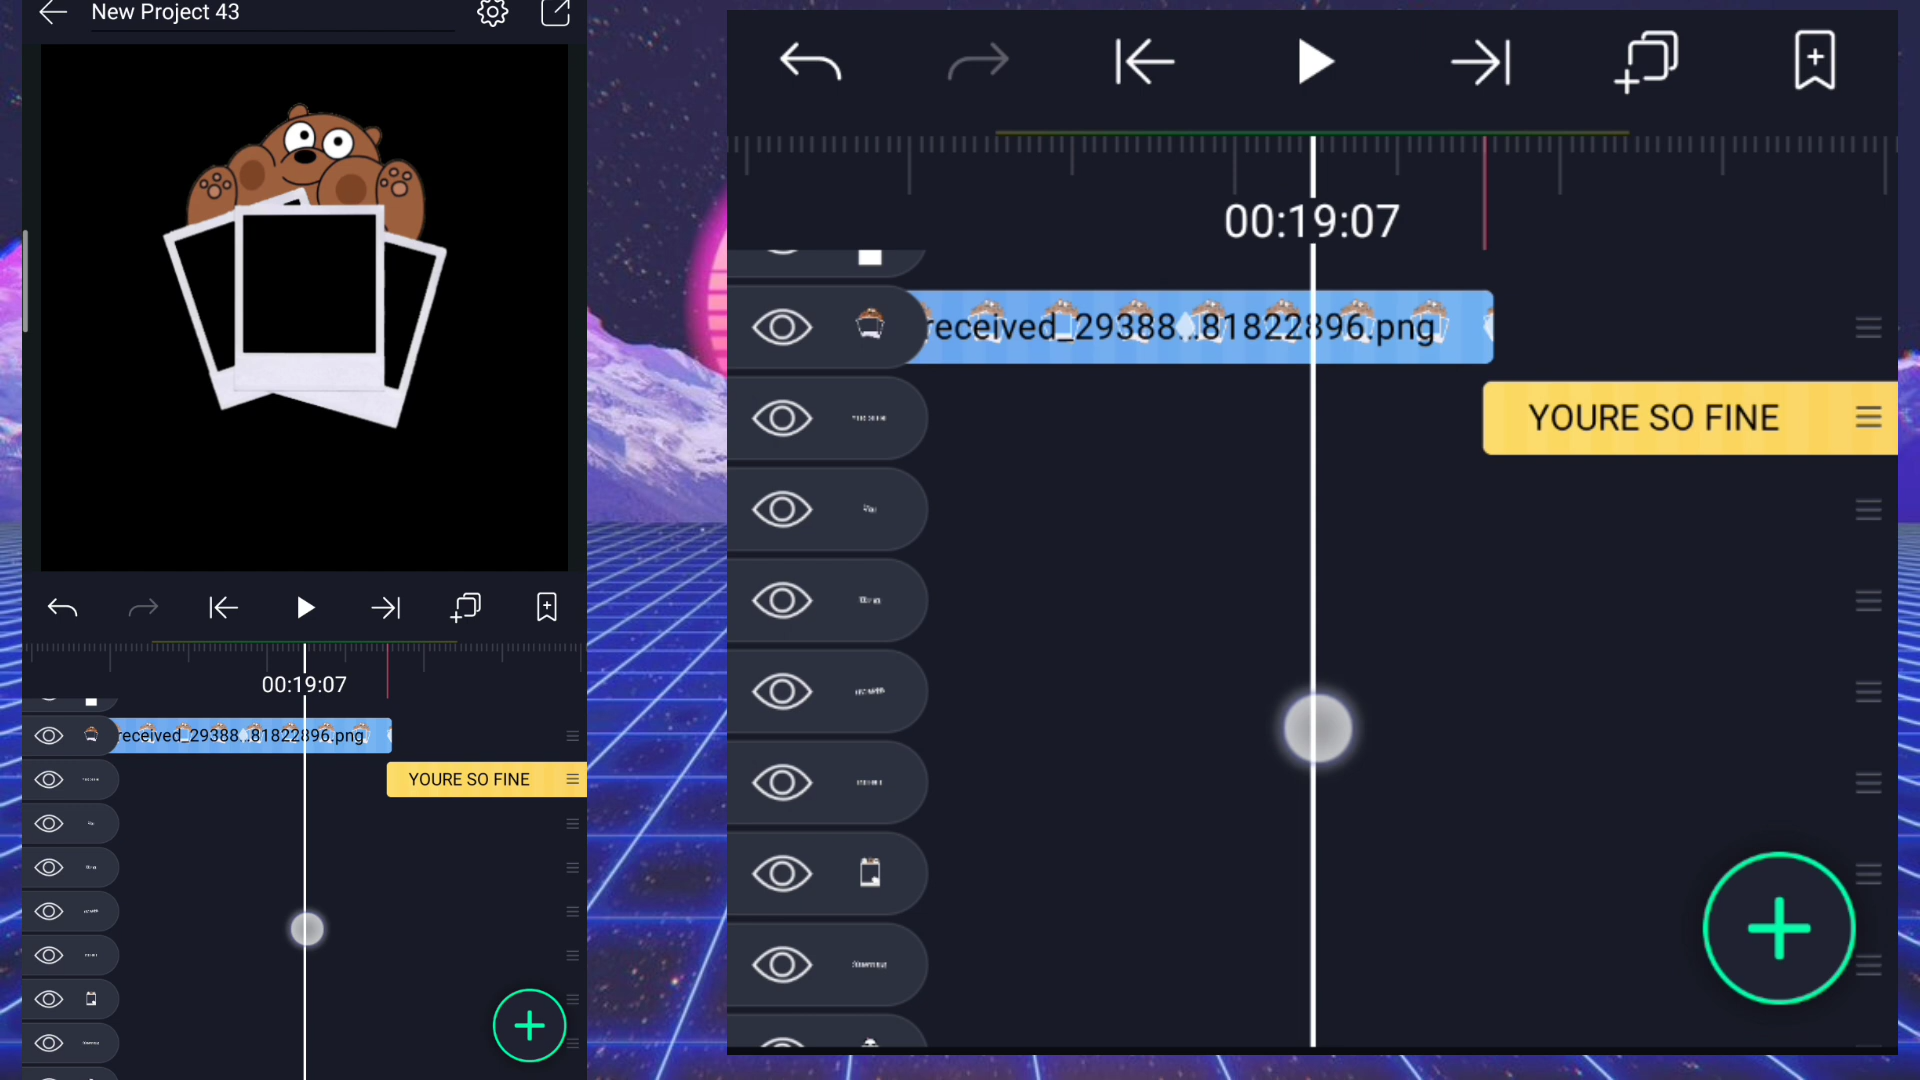 New Project 43
00:19:07
received_29388...81822896.png
YOURE SO FINE
00:19:07
received_29388...81822896.png
YOURE SO FINE